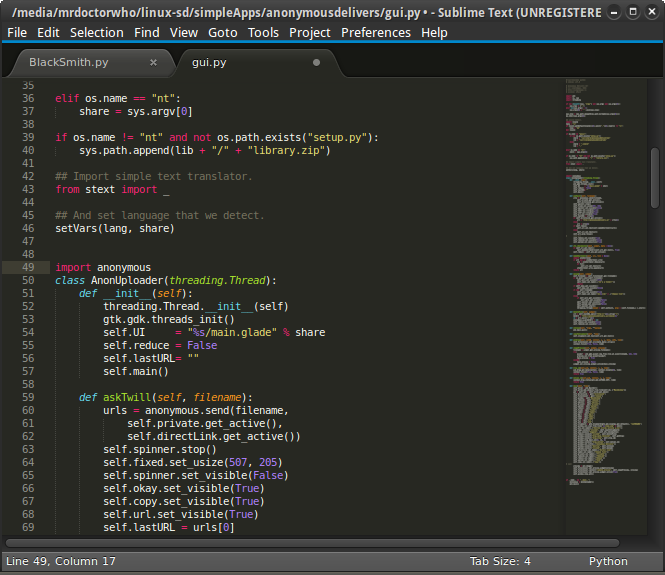 /media/mrdoctorwho/linux-sd/simpleApps/anonymousdelivers/gui.py • - Sublime Text (UNREGISTERE
File Edit Selection Find View Goto Tools Project Preferences Help
BlackSmith.py × gui.py
35
36 elif os.name == "nt":
37     share = sys.argv[0]
38
39 if os.name != "nt" and not os.path.exists("setup.py"):
40     sys.path.append(lib + "/" + "library.zip")
41
42 ## Import simple text translator.
43 from stext import _
44
45 ## And set language that we detect.
46 setVars(lang, share)
47
48
49 import anonymous
50 class AnonUploader(threading.Thread):
51     def __init__(self):
52         threading.Thread.__init__(self)
53         gtk.gdk.threads_init()
54         self.UI     = "%s/main.glade" % share
55         self.reduce = False
56         self.lastURL= ""
57         self.main()
58
59     def askTwill(self, filename):
60         urls = anonymous.send(filename,
61             self.private.get_active(),
62             self.directLink.get_active())
63         self.spinner.stop()
64         self.fixed.set_usize(507, 205)
65         self.spinner.set_visible(False)
66         self.okay.set_visible(True)
67         self.copy.set_visible(True)
68         self.url.set_visible(True)
69         self.lastURL = urls[0]
Line 49, Column 17 Tab Size: 4 Python